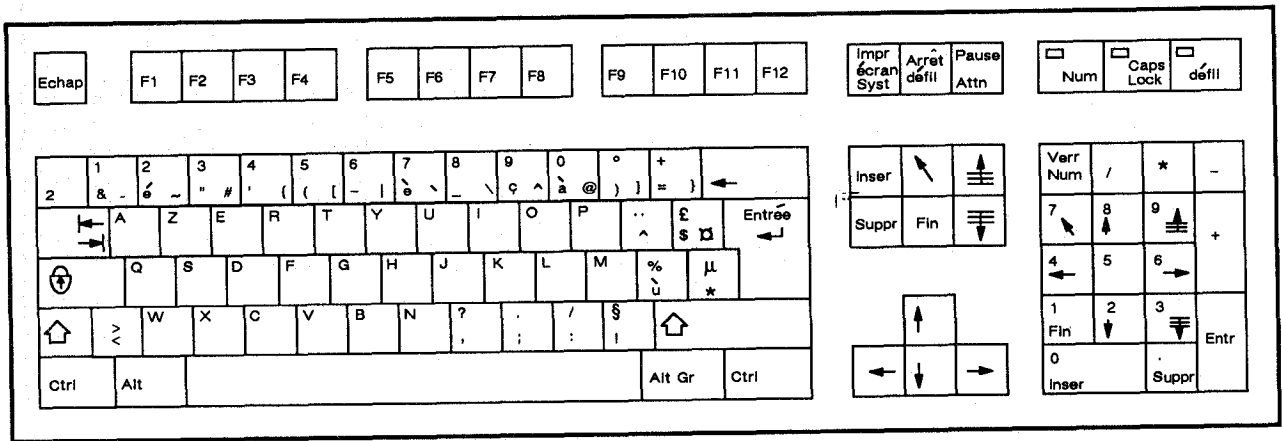 Echap F1 F2 F3 F4 F5 F6 F7 F8 F9 F10 F11 F12
Impr écran Syst
Arrêt défil
Pause Attn
Num
Caps Lock
défil
2
1 & -
2 é ~
3 " #
4 ' {
5 ( [
6 - |
7 è `
8 _ \
9 ç ^
0 à @
° ) ]
+ = }
←
Inser ↖
Suppr Fin
Verr Num / * -
A Z E R T Y U I O P
¨ ^
£ $ ¤
Entrée ↵
7 ↖ 8 ↑ 9
+
Q S D F G H J K L M
% ù
µ *
4 ← 5 6 →
> <
W X C V B N
? ,
. ;
/ :
§ !
↑
1 Fin 2 ↓ 3
Entr
Ctrl Alt Alt Gr Ctrl
← ↓ →
0 Inser
. Suppr